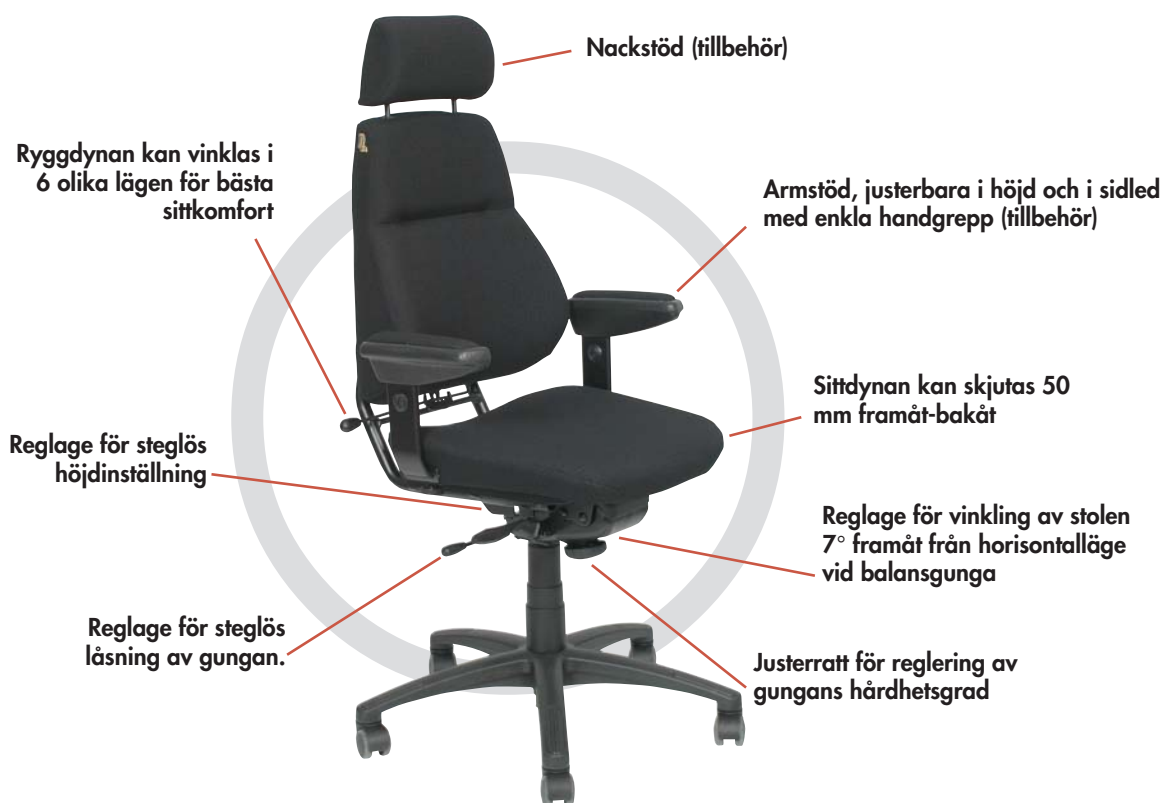 Nackstöd (tillbehör)
Ryggdynan kan vinklas i
6 olika lägen för bästa
sittkomfort
Armstöd, justerbara i höjd och i sidled
med enkla handgrepp (tillbehör)
Sittdynan kan skjutas 50
mm framåt-bakåt
Reglage för steglös
höjdinställning
Reglage för vinkling av stolen
7° framåt från horisontalläge
vid balansgunga
Reglage för steglös
låsning av gungan.
Justerratt för reglering av
gungans hårdhetsgrad